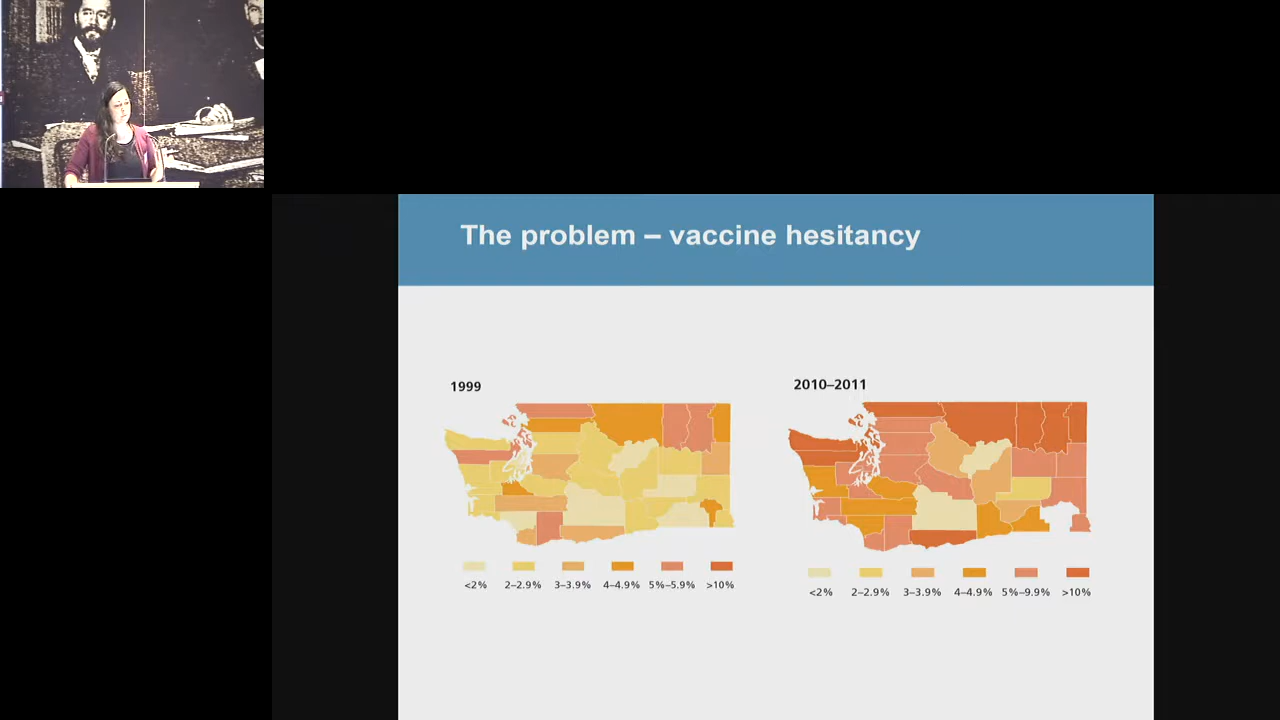 The problem – vaccine hesitancy
1999
<2% 2–2.9% 3–3.9% 4–4.9% 5%–5.9% >10%
2010–2011
<2% 2–2.9% 3–3.9% 4–4.9% 5%–9.9% >10%